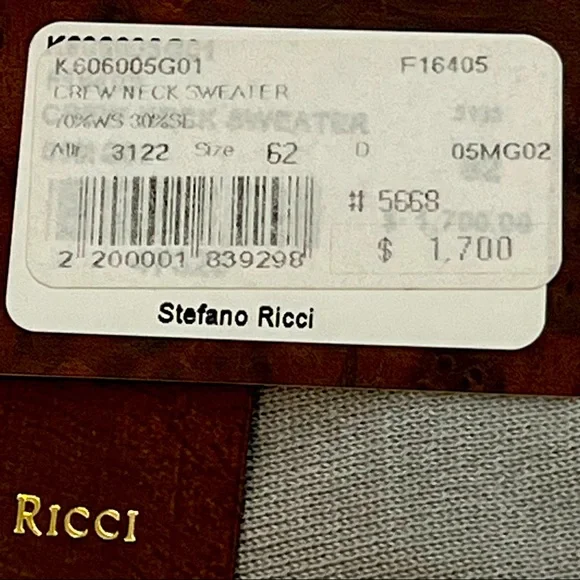 K606005G01 F16405
CREW NECK SWEATER
70%WS 30%SE
Attr 3122 Size 62 D 05MG02
# 5668
$ 1,700
2 200001 839298
Stefano Ricci
RICCI